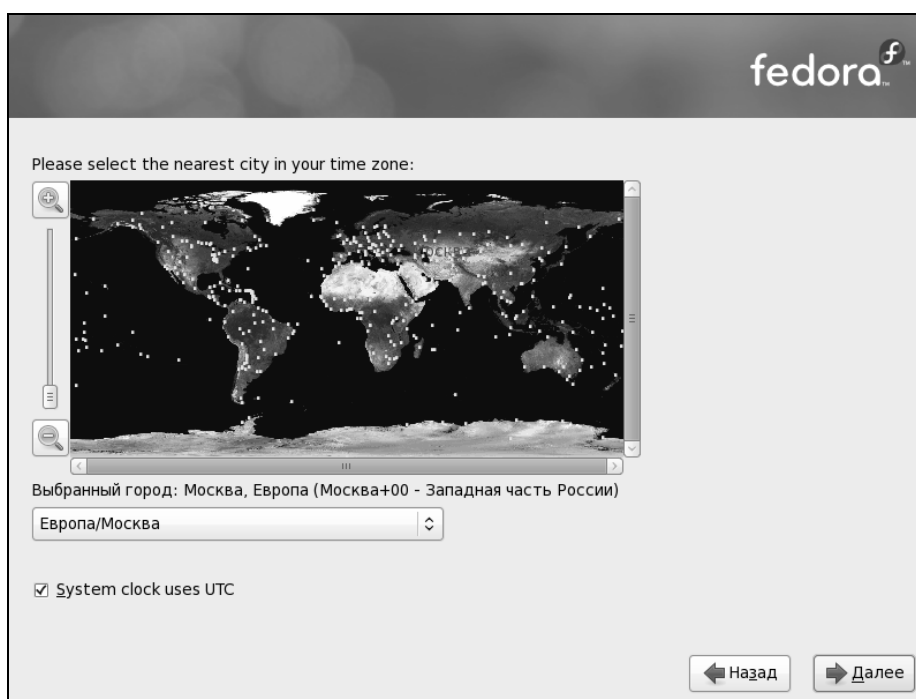 fedora
Please select the nearest city in your time zone:
Москва
Выбранный город: Москва, Европа (Москва+00 - Западная часть России)
Европа/Москва
System clock uses UTC
Назад
Далее